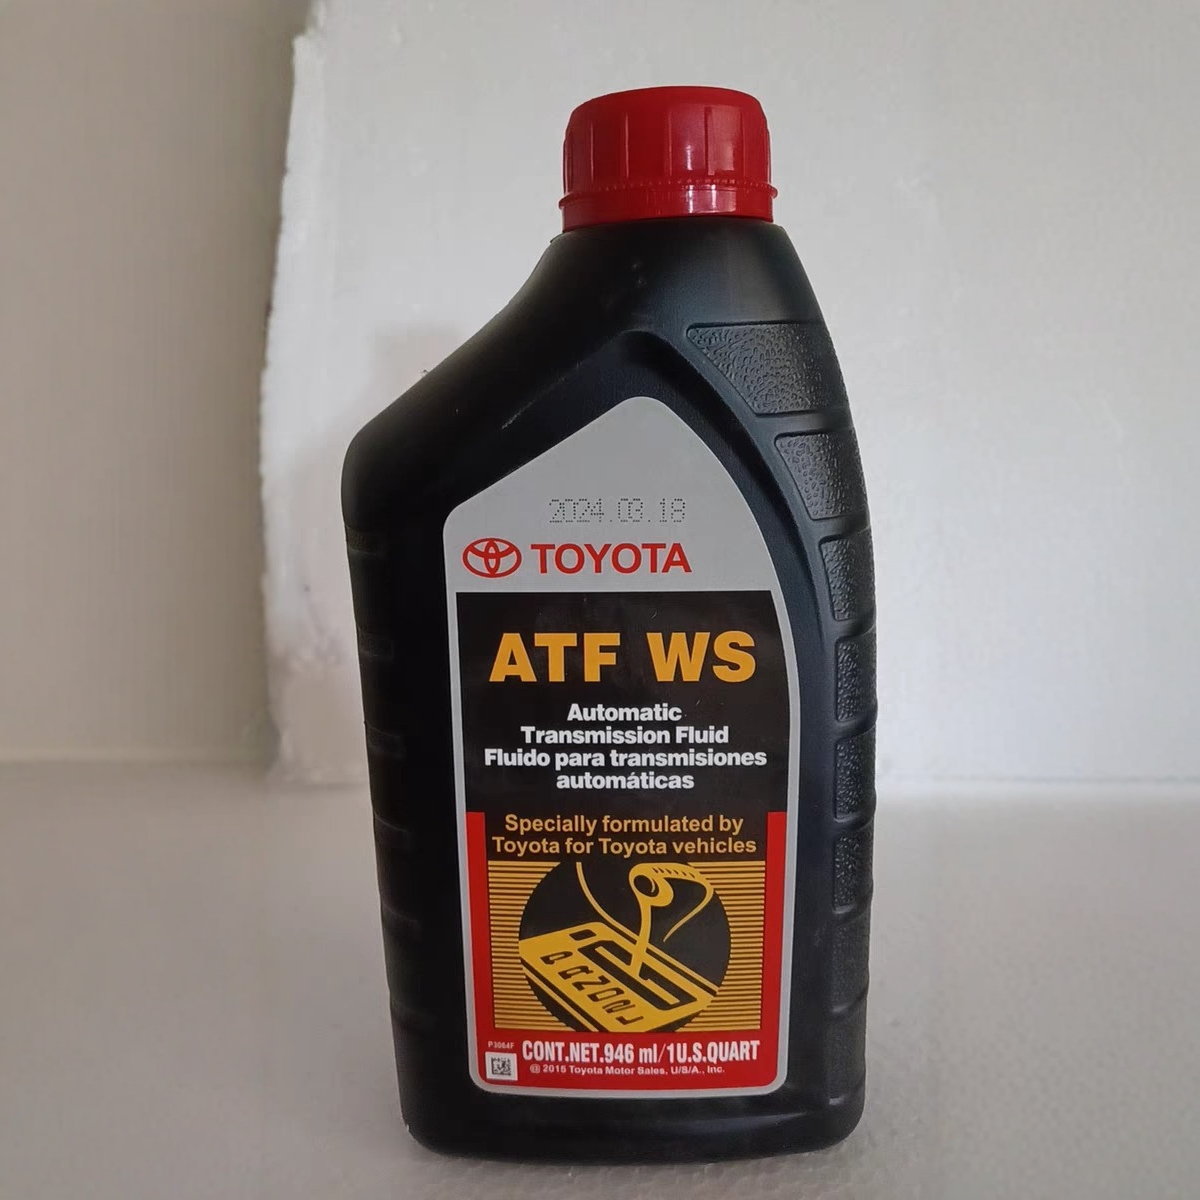 2024.03.18
TOYOTA
ATF WS
Automatic
Transmission Fluid
Fluido para transmisiones
automáticas
Specially formulated by
Toyota for Toyota vehicles
P3064F
CONT.NET.946 ml/1U.S.QUART
© 2015 Toyota Motor Sales, U/S/A., Inc.